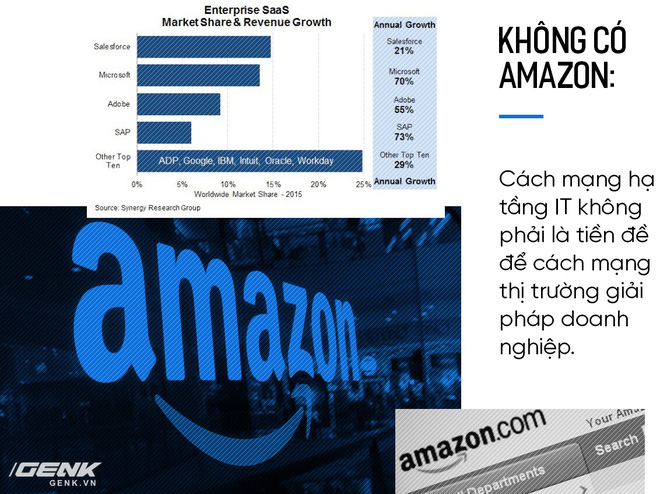 Enterprise SaaS
Market Share & Revenue Growth
Annual Growth
Salesforce
Salesforce
21%
Microsoft
Microsoft
70%
Adobe
Adobe
55%
SAP
SAP
73%
Other Top
Ten
ADP, Google, IBM, Intuit, Oracle, Workday
Other Top Ten
29%
0% 5% 10% 15% 20% 25%
Annual Growth
Worldwide Market Share - 2015
Source: Synergy Research Group
KHÔNG CÓ
AMAZON:
Cách mạng hạ
tầng IT không
phải là tiền đề
để cách mạng
thị trường giải
pháp doanh
nghiệp.
amazon
amazon.com
Your
Search
Departments
/GENK
GENK.VN